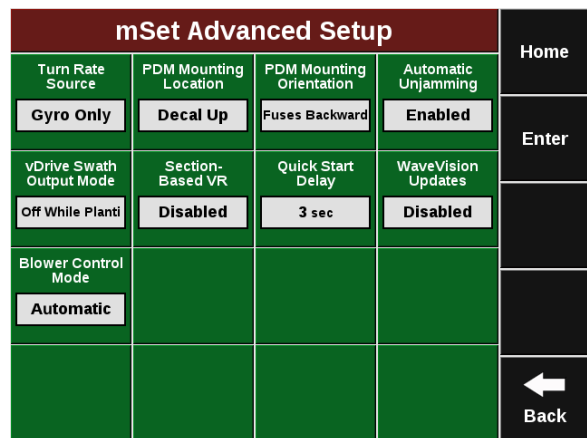 mSet Advanced Setup
Home
Turn Rate
Source
Gyro Only
PDM Mounting
Location
Decal Up
PDM Mounting
Orientation
Fuses Backward
Automatic
Unjamming
Enabled
Enter
vDrive Swath
Output Mode
Off While Planti
Section-
Based VR
Disabled
Quick Start
Delay
3 sec
WaveVision
Updates
Disabled
Blower Control
Mode
Automatic
Back